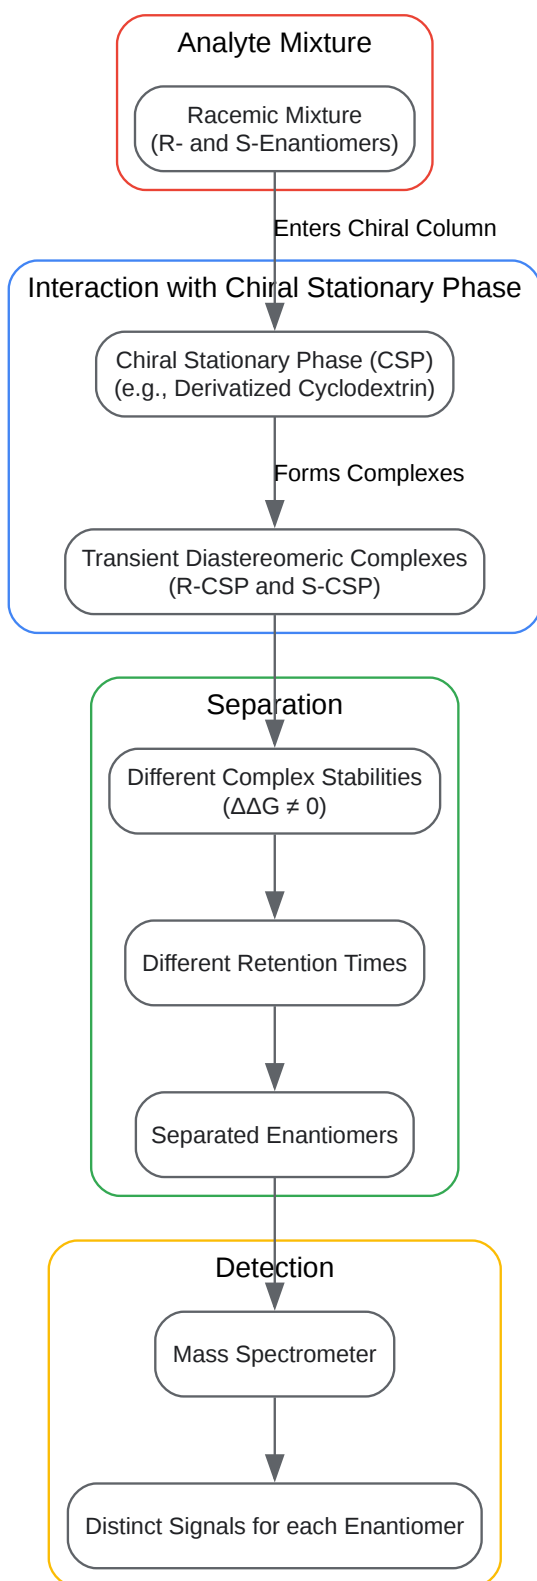 Analyte Mixture
Racemic Mixture
(R- and S-Enantiomers)
Enters Chiral Column
Interaction with Chiral Stationary Phase
Chiral Stationary Phase (CSP)
(e.g., Derivatized Cyclodextrin)
Forms Complexes
Transient Diastereomeric Complexes
(R-CSP and S-CSP)
Separation
Different Complex Stabilities
(ΔΔG ≠ 0)
Different Retention Times
Separated Enantiomers
Detection
Mass Spectrometer
Distinct Signals for each Enantiomer